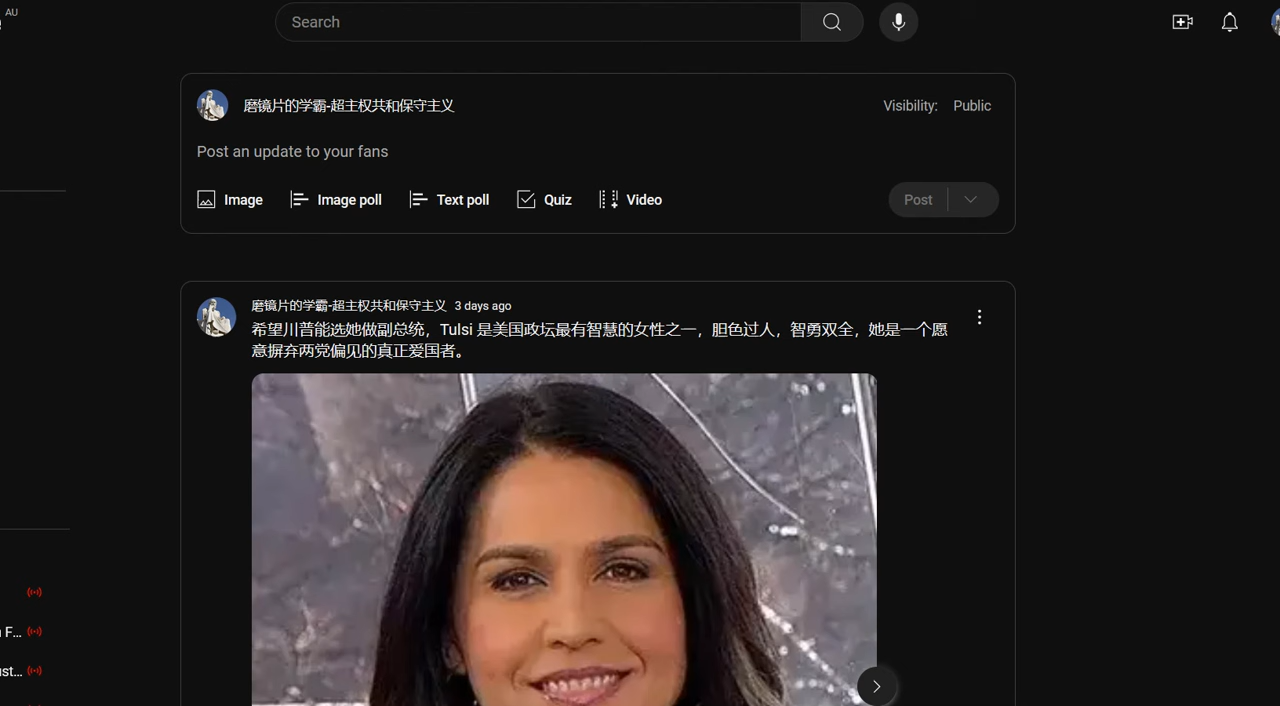 AU
Search
磨镜片的学霸-超主权共和保守主义
Visibility: Public
Post an update to your fans
Image Image poll Text poll Quiz Video Post
磨镜片的学霸-超主权共和保守主义 3 days ago
希望川普能选她做副总统，Tulsi 是美国政坛最有智慧的女性之一，胆色过人，智勇双全，她是一个愿
意摒弃两党偏见的真正爱国者。
F...
ust...